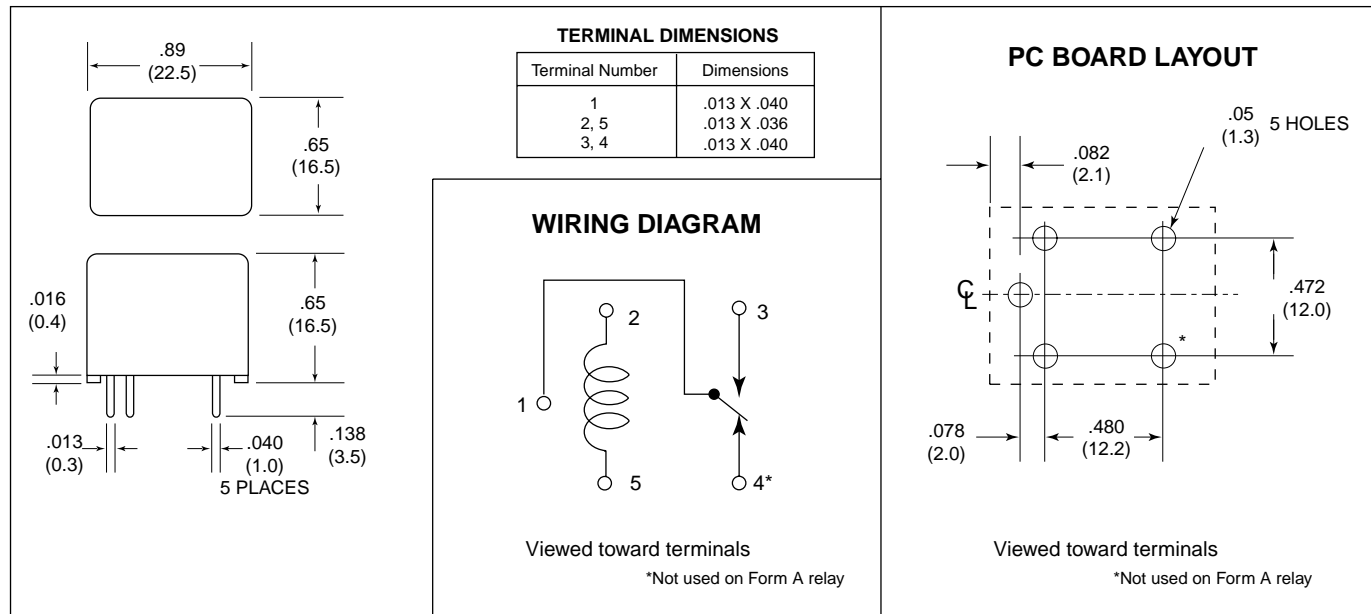 .89
(22.5)
.65
(16.5)
.016
(0.4)
.65
(16.5)
.013
(0.3)
.040
(1.0)
5 PLACES
.138
(3.5)
TERMINAL DIMENSIONS
Terminal Number Dimensions
1 .013 X .040
2, 5 .013 X .036
3, 4 .013 X .040
WIRING DIAGRAM
2
3
1
5
4*
Viewed toward terminals
*Not used on Form A relay
PC BOARD LAYOUT
.05
(1.3)
5 HOLES
.082
(2.1)
CL
.472
(12.0)
*
.078
(2.0)
.480
(12.2)
Viewed toward terminals
*Not used on Form A relay